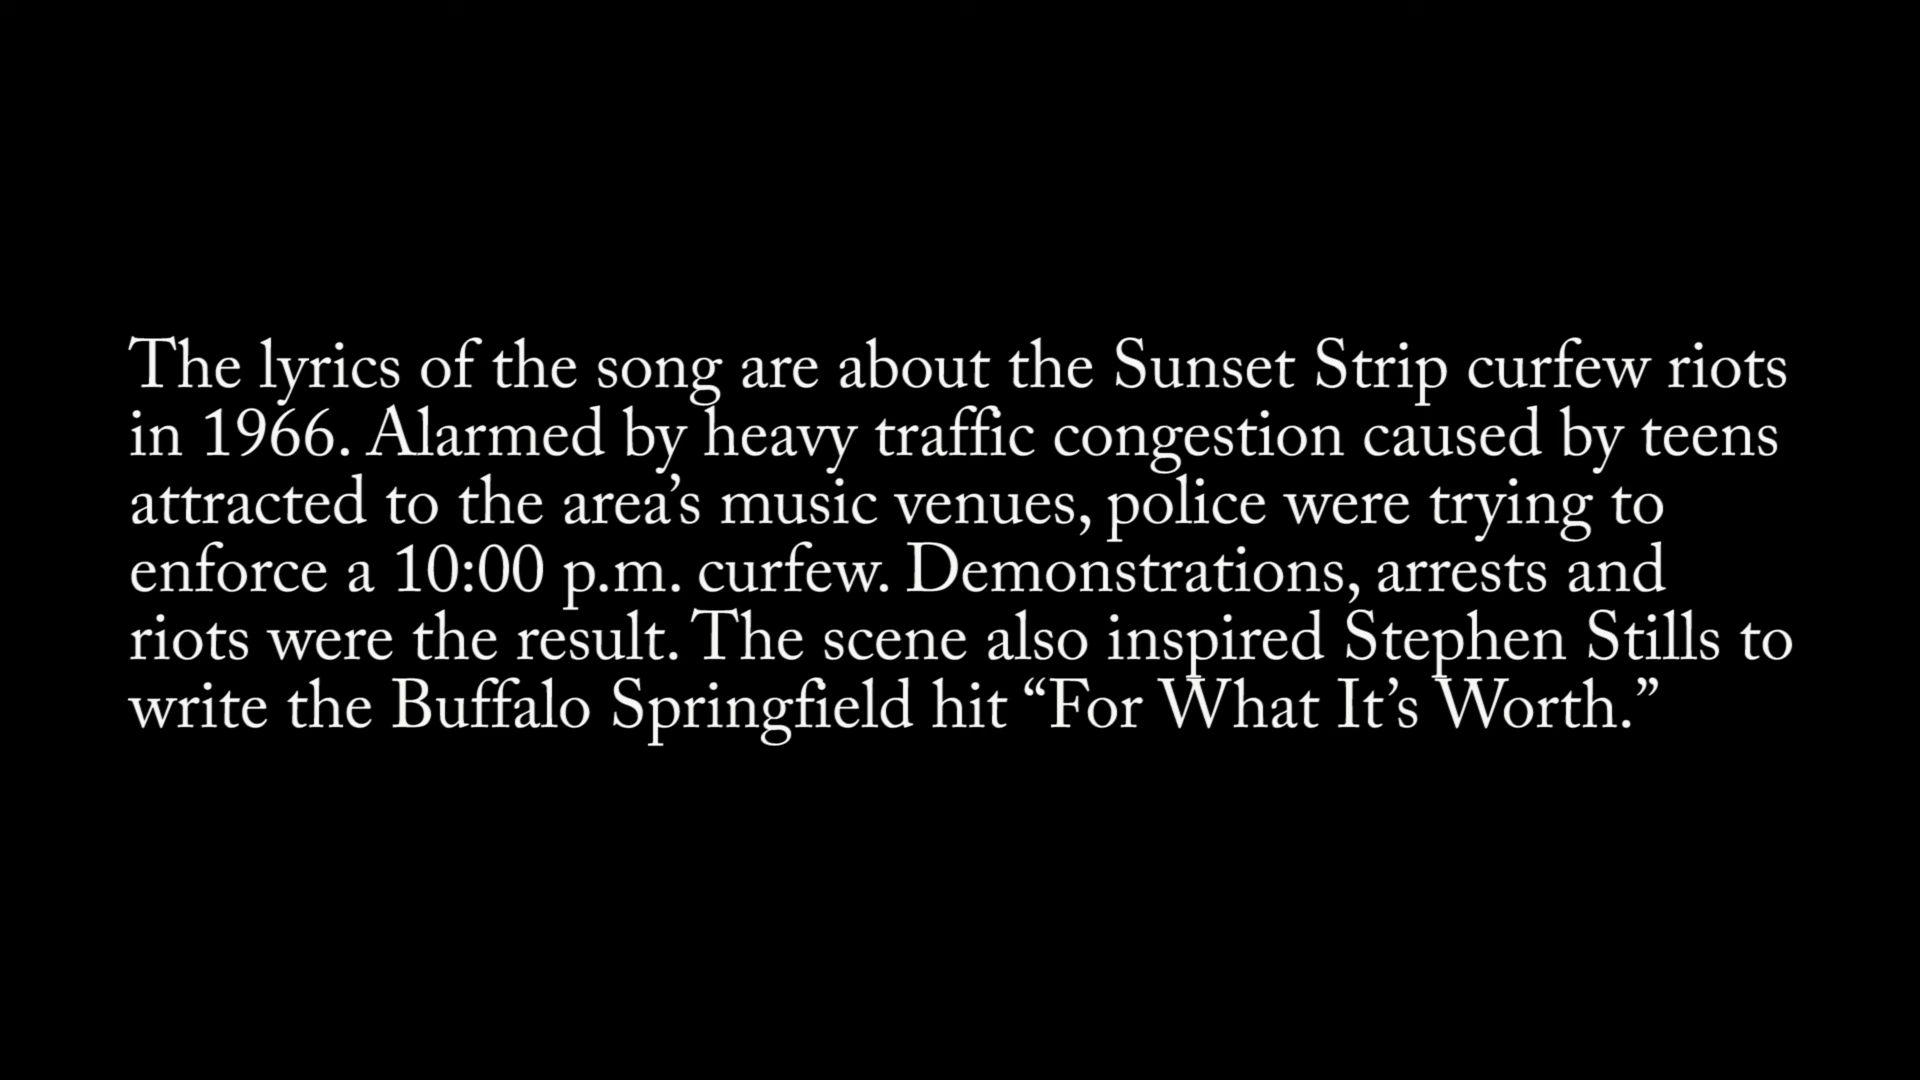 The lyrics of the song are about the Sunset Strip curfew riots
in 1966. Alarmed by heavy traffic congestion caused by teens
attracted to the area’s music venues, police were trying to
enforce a 10:00 p.m. curfew. Demonstrations, arrests and
riots were the result. The scene also inspired Stephen Stills to
write the Buffalo Springfield hit “For What It’s Worth.”